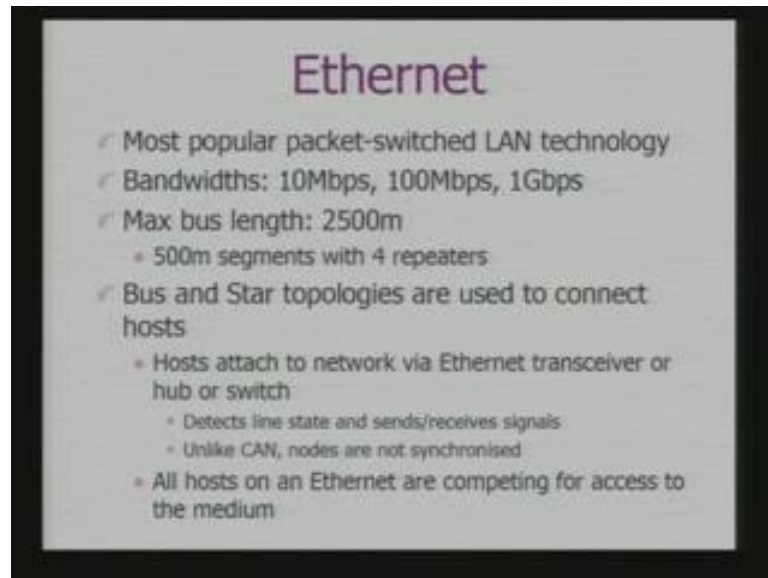 Ethernet
Most popular packet-switched LAN technology
Bandwidths: 10Mbps, 100Mbps, 1Gbps
Max bus length: 2500m
500m segments with 4 repeaters
Bus and Star topologies are used to connect
hosts
Hosts attach to network via Ethernet transceiver or
hub or switch
Detects line state and sends/receives signals
Unlike CAN, nodes are not synchronised
All hosts on an Ethernet are competing for access to
the medium